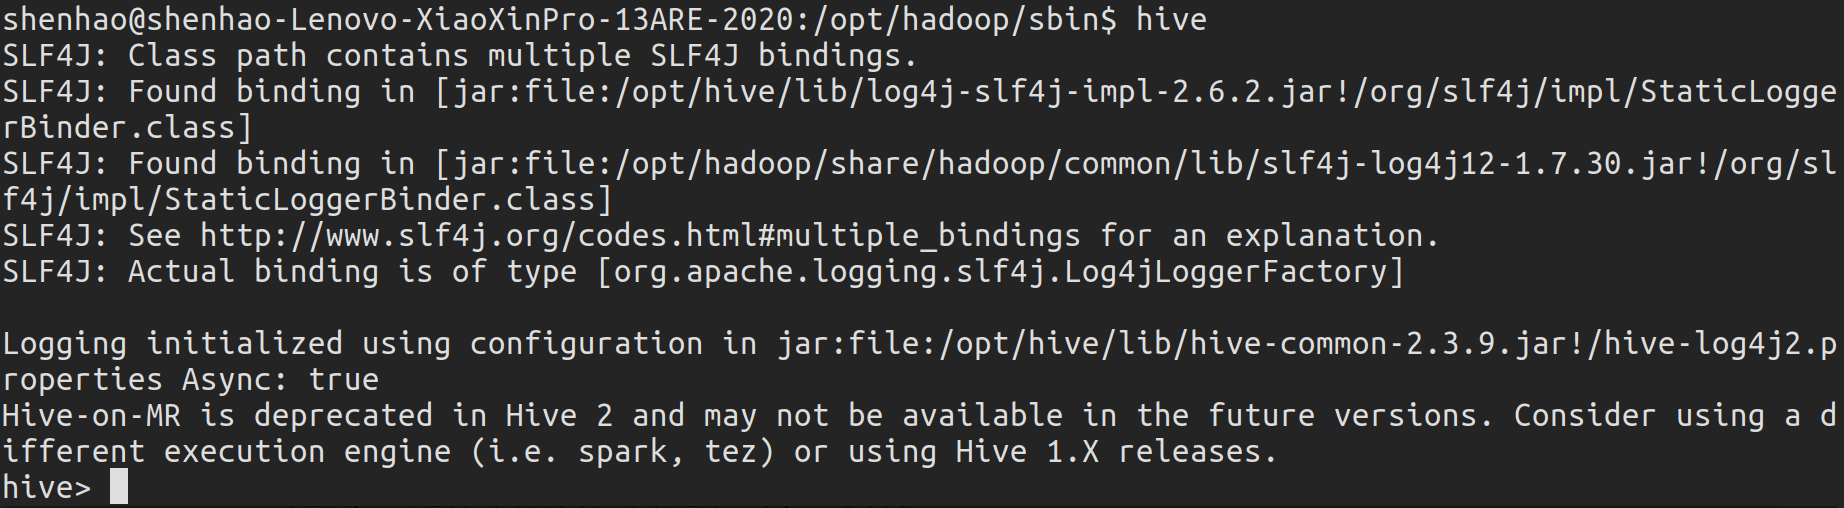 shenhao@shenhao-Lenovo-XiaoXinPro-13ARE-2020:/opt/hadoop/sbin$ hive
SLF4J: Class path contains multiple SLF4J bindings.
SLF4J: Found binding in [jar:file:/opt/hive/lib/log4j-slf4j-impl-2.6.2.jar!/org/slf4j/impl/StaticLogge
rBinder.class]
SLF4J: Found binding in [jar:file:/opt/hadoop/share/hadoop/common/lib/slf4j-log4j12-1.7.30.jar!/org/sl
f4j/impl/StaticLoggerBinder.class]
SLF4J: See http://www.slf4j.org/codes.html#multiple_bindings for an explanation.
SLF4J: Actual binding is of type [org.apache.logging.slf4j.Log4jLoggerFactory]
Logging initialized using configuration in jar:file:/opt/hive/lib/hive-common-2.3.9.jar!/hive-log4j2.p
roperties Async: true
Hive-on-MR is deprecated in Hive 2 and may not be available in the future versions. Consider using a d
ifferent execution engine (i.e. spark, tez) or using Hive 1.X releases.
hive>